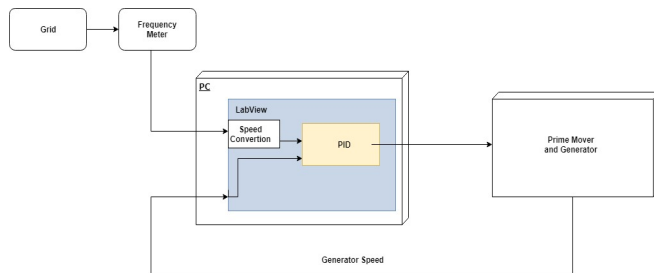 Grid
Frequency
Meter
PC
LabView
Speed
Convertion
PID
Prime Mover
and Generator
Generator Speed